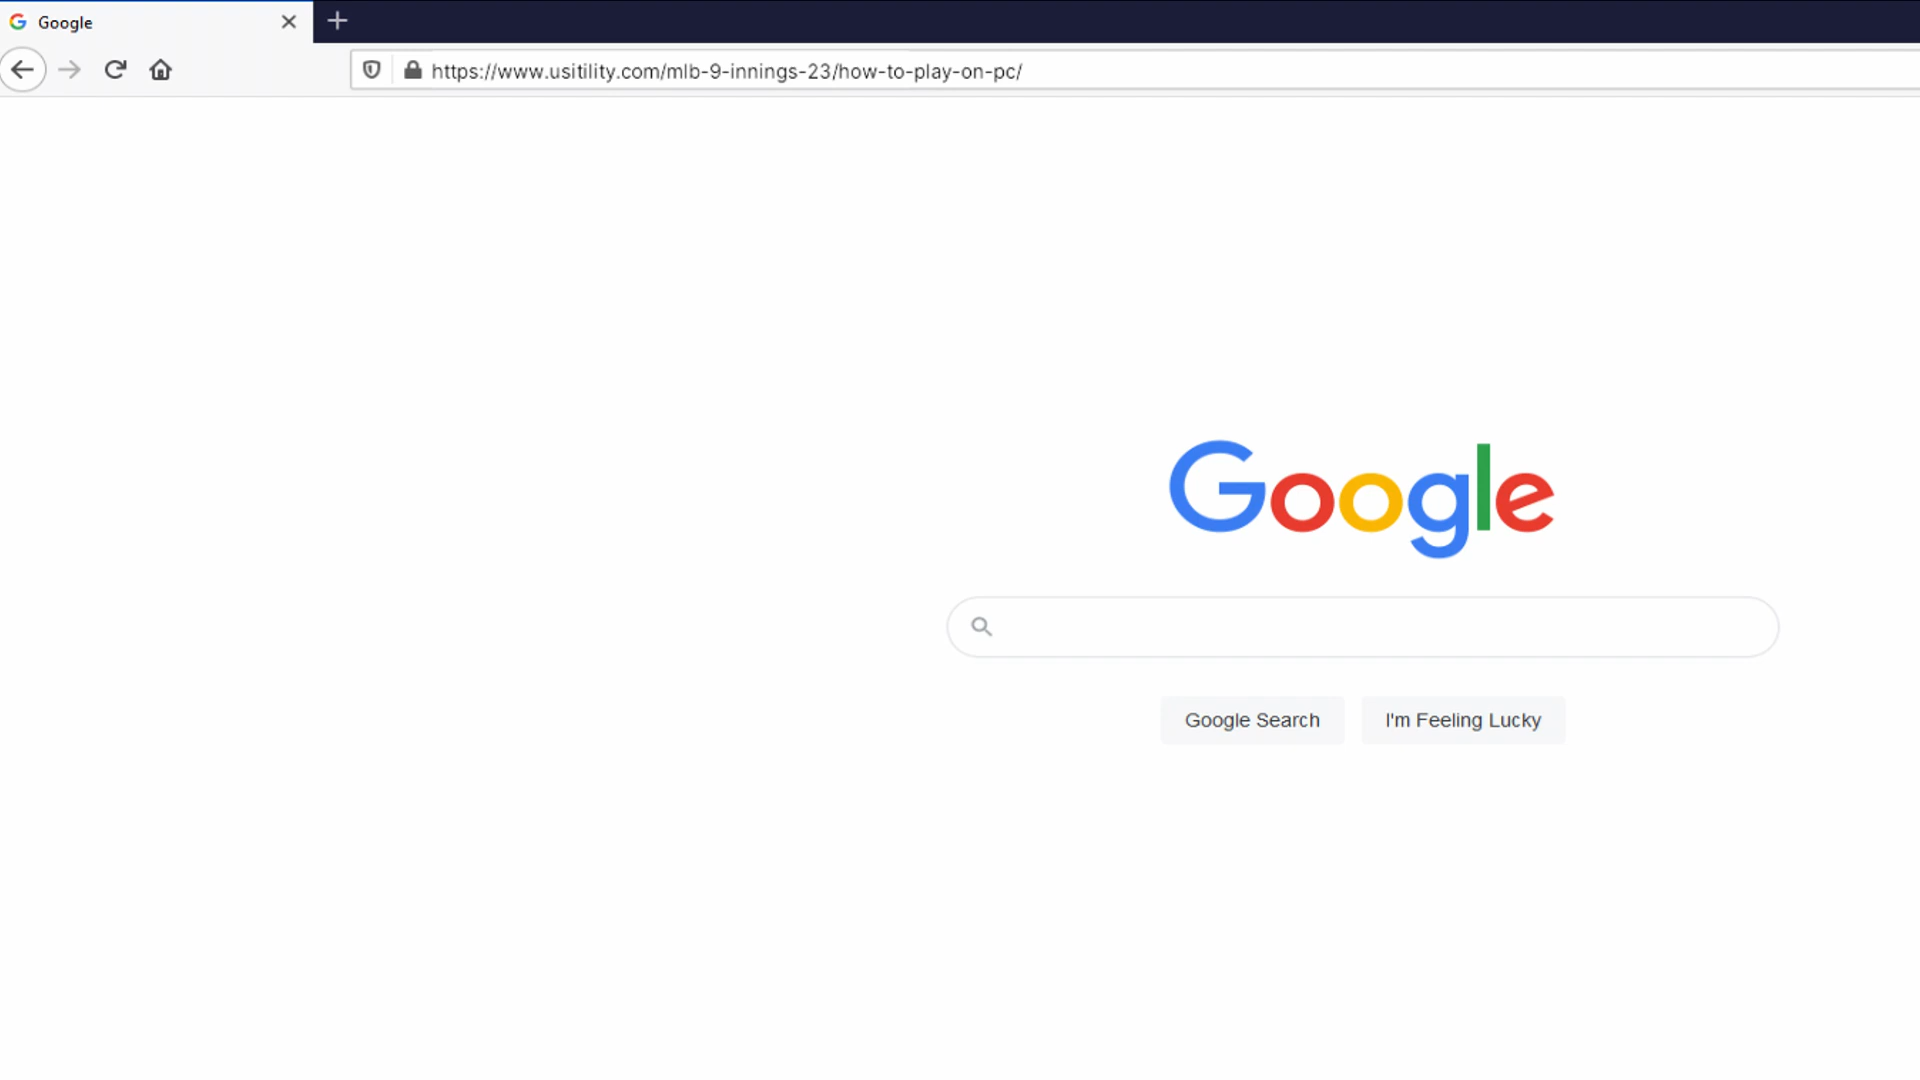 Google
https://www.usitility.com/mlb-9-innings-23/how-to-play-on-pc/
Google
Google Search
I'm Feeling Lucky